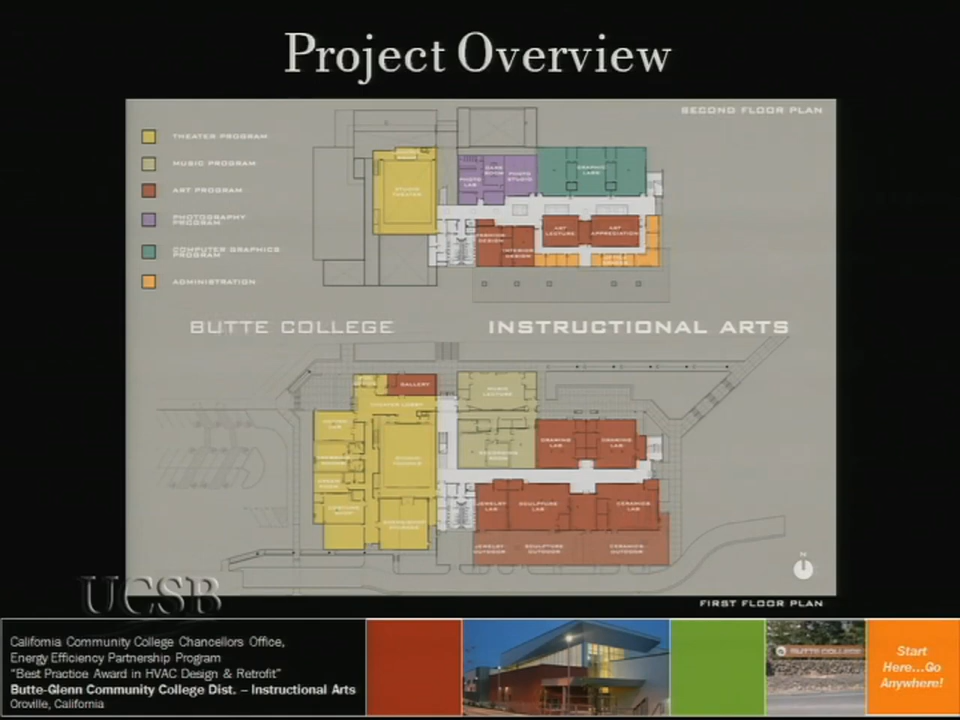 Project Overview
SECOND FLOOR PLAN
THEATER PROGRAM
MUSIC PROGRAM
ART PROGRAM
PHOTOGRAPHY
PROGRAM
COMPUTER GRAPHICS
PROGRAM
ADMINISTRATION
STUDIO
THEATER
PHOTO
LAB
DARK
ROOM
PHOTO
STUDIO
GRAPHIC
LABS
DESIGN
INTERIOR
DESIGN
ART
LECTURE
ART
APPRECIATION
BUTTE COLLEGE
INSTRUCTIONAL ARTS
GALLERY
MUSIC
LECTURE
DRAWING
LAB
DRAWING
LAB
JEWELRY
LAB
SCULPTURE
LAB
CERAMICS
LAB
JEWELRY
OUTDOOR
SCULPTURE
OUTDOOR
CERAMICS
OUTDOOR
N
FIRST FLOOR PLAN
UCSB
California Community College Chancellors Office,
Energy Efficiency Partnership Program
"Best Practice Award in HVAC Design & Retrofit"
Butte-Glenn Community College Dist. – Instructional Arts
Oroville, California
BUTTE COLLEGE
Start
Here...Go
Anywhere!